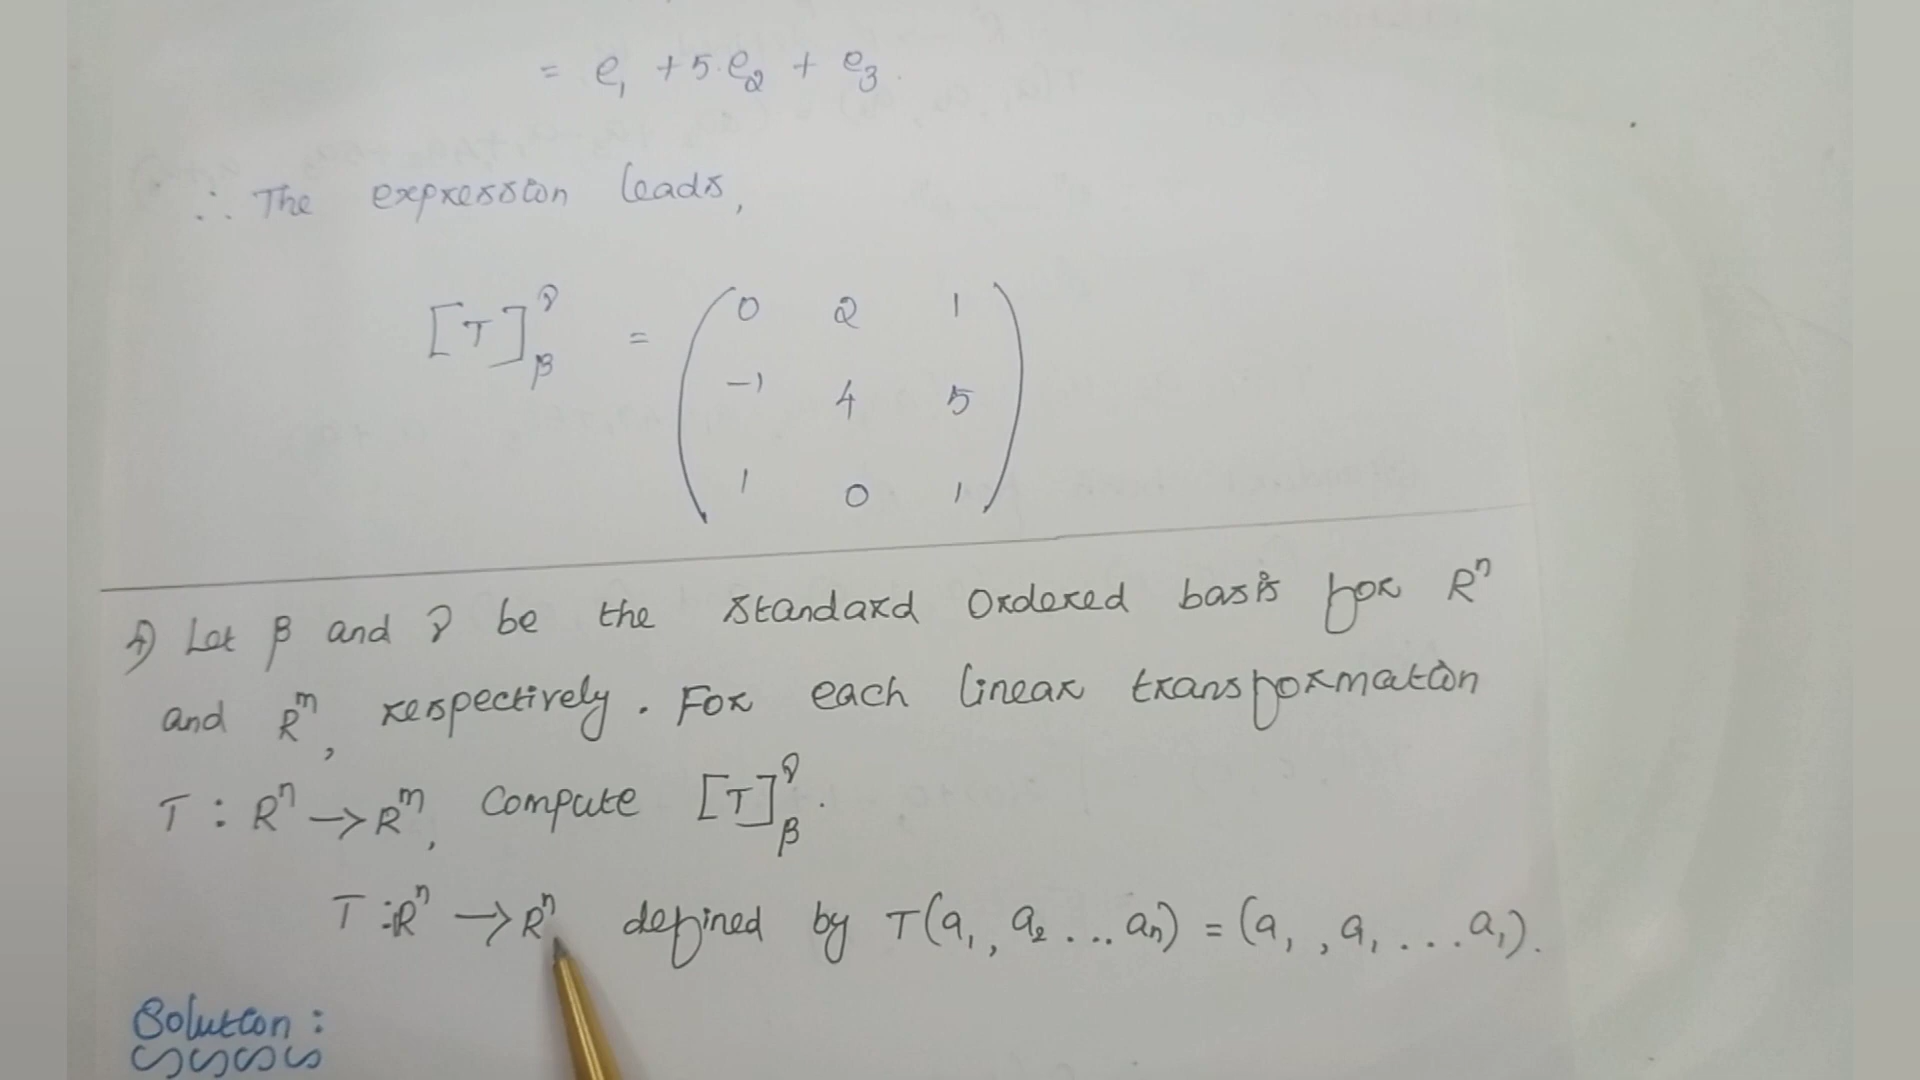 = e₁ + 5.e₂ + e₃.
∴ The expression leads,
[T]ᵞᵦ = ( 0 2 1
-1 4 5
1 0 1 )
4) Let β and γ be the standard ordered basis for Rⁿ
and Rᵐ, respectively. For each linear transformation
T : Rⁿ → Rᵐ, Compute [T]ᵞᵦ.
T : Rⁿ → Rⁿ defined by T(a₁, a₂ ... aₙ) = (a₁, a₁ ... a₁).
Solution :